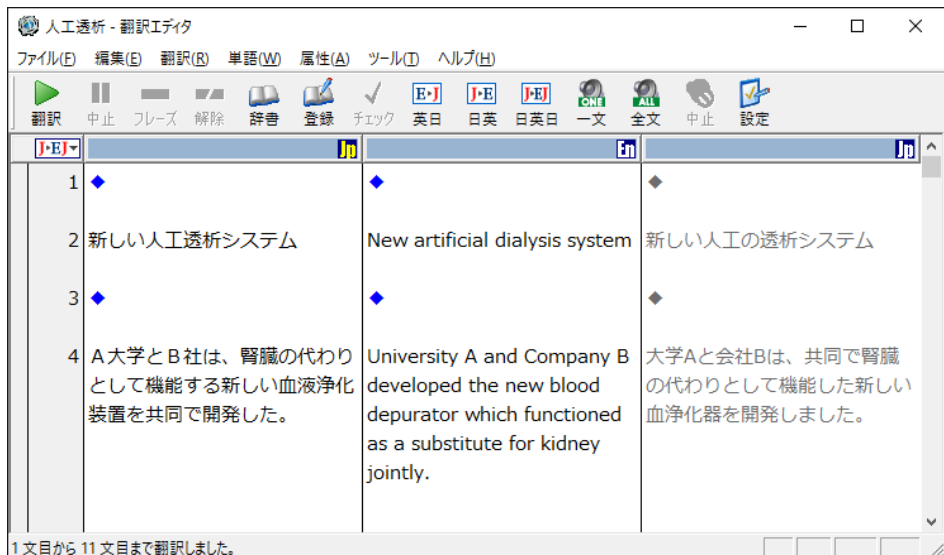 人工透析 - 翻訳エディタ
ファイル(F) 編集(E) 翻訳(R) 単語(W) 属性(A) ツール(T) ヘルプ(H)
E▸J J▸E J▸EJ ONE ALL
翻訳 中止 フレーズ 解除 辞書 登録 チェック 英日 日英 日英日 一文 全文 中止 設定
J▸EJ Jp En Jp
1 ◆ ◆ ◆
2 新しい人工透析システム New artificial dialysis system 新しい人工の透析システム
3 ◆ ◆ ◆
4 A大学とB社は、腎臓の代わり University A and Company B 大学Aと会社Bは、共同で腎臓
として機能する新しい血液浄化 developed the new blood の代わりとして機能した新しい
装置を共同で開発した。 depurator which functioned 血浄化器を開発しました。
as a substitute for kidney
jointly.
1 文目から 11 文目まで翻訳しました。